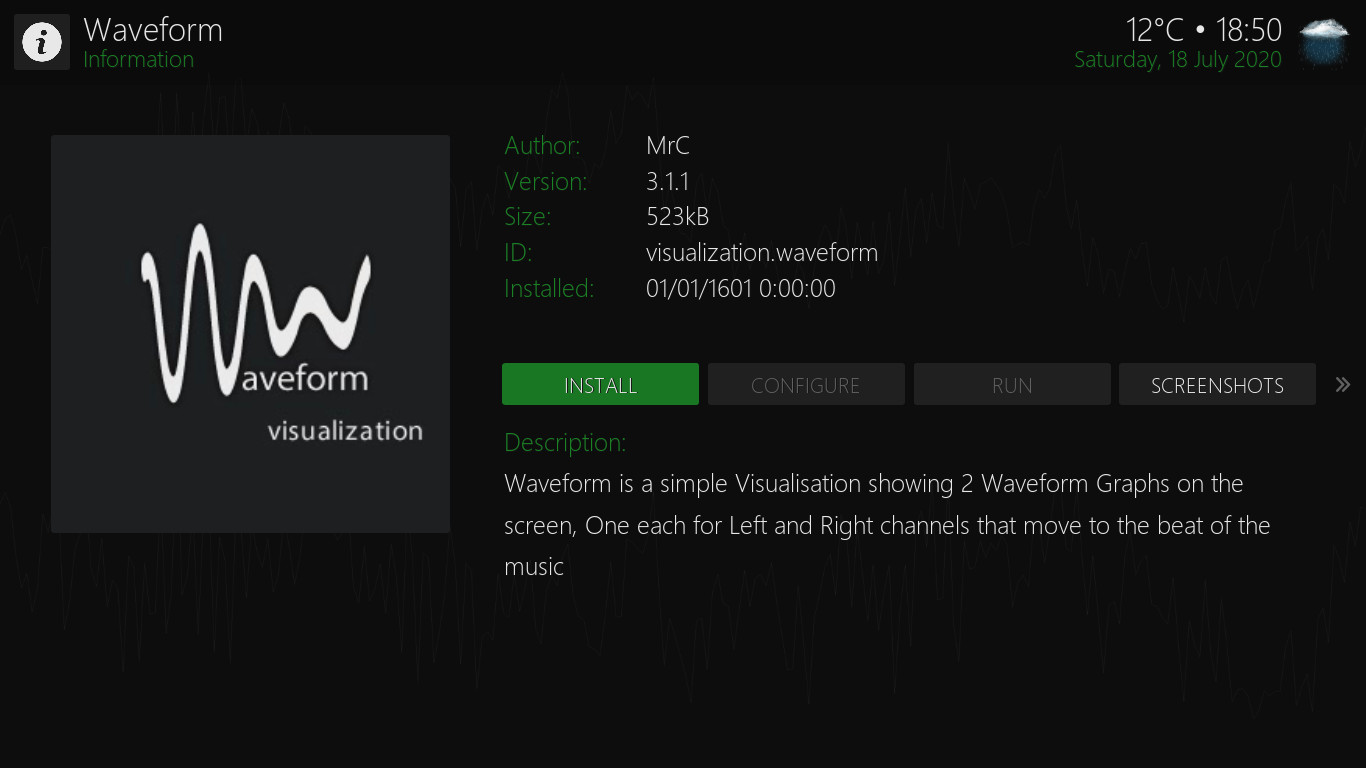 Waveform
Information
12°C • 18:50
Saturday, 18 July 2020
Waveform
visualization
Author: MrC
Version: 3.1.1
Size: 523kB
ID: visualization.waveform
Installed: 01/01/1601 0:00:00
INSTALL CONFIGURE RUN SCREENSHOTS »
Description:
Waveform is a simple Visualisation showing 2 Waveform Graphs on the
screen, One each for Left and Right channels that move to the beat of the
music